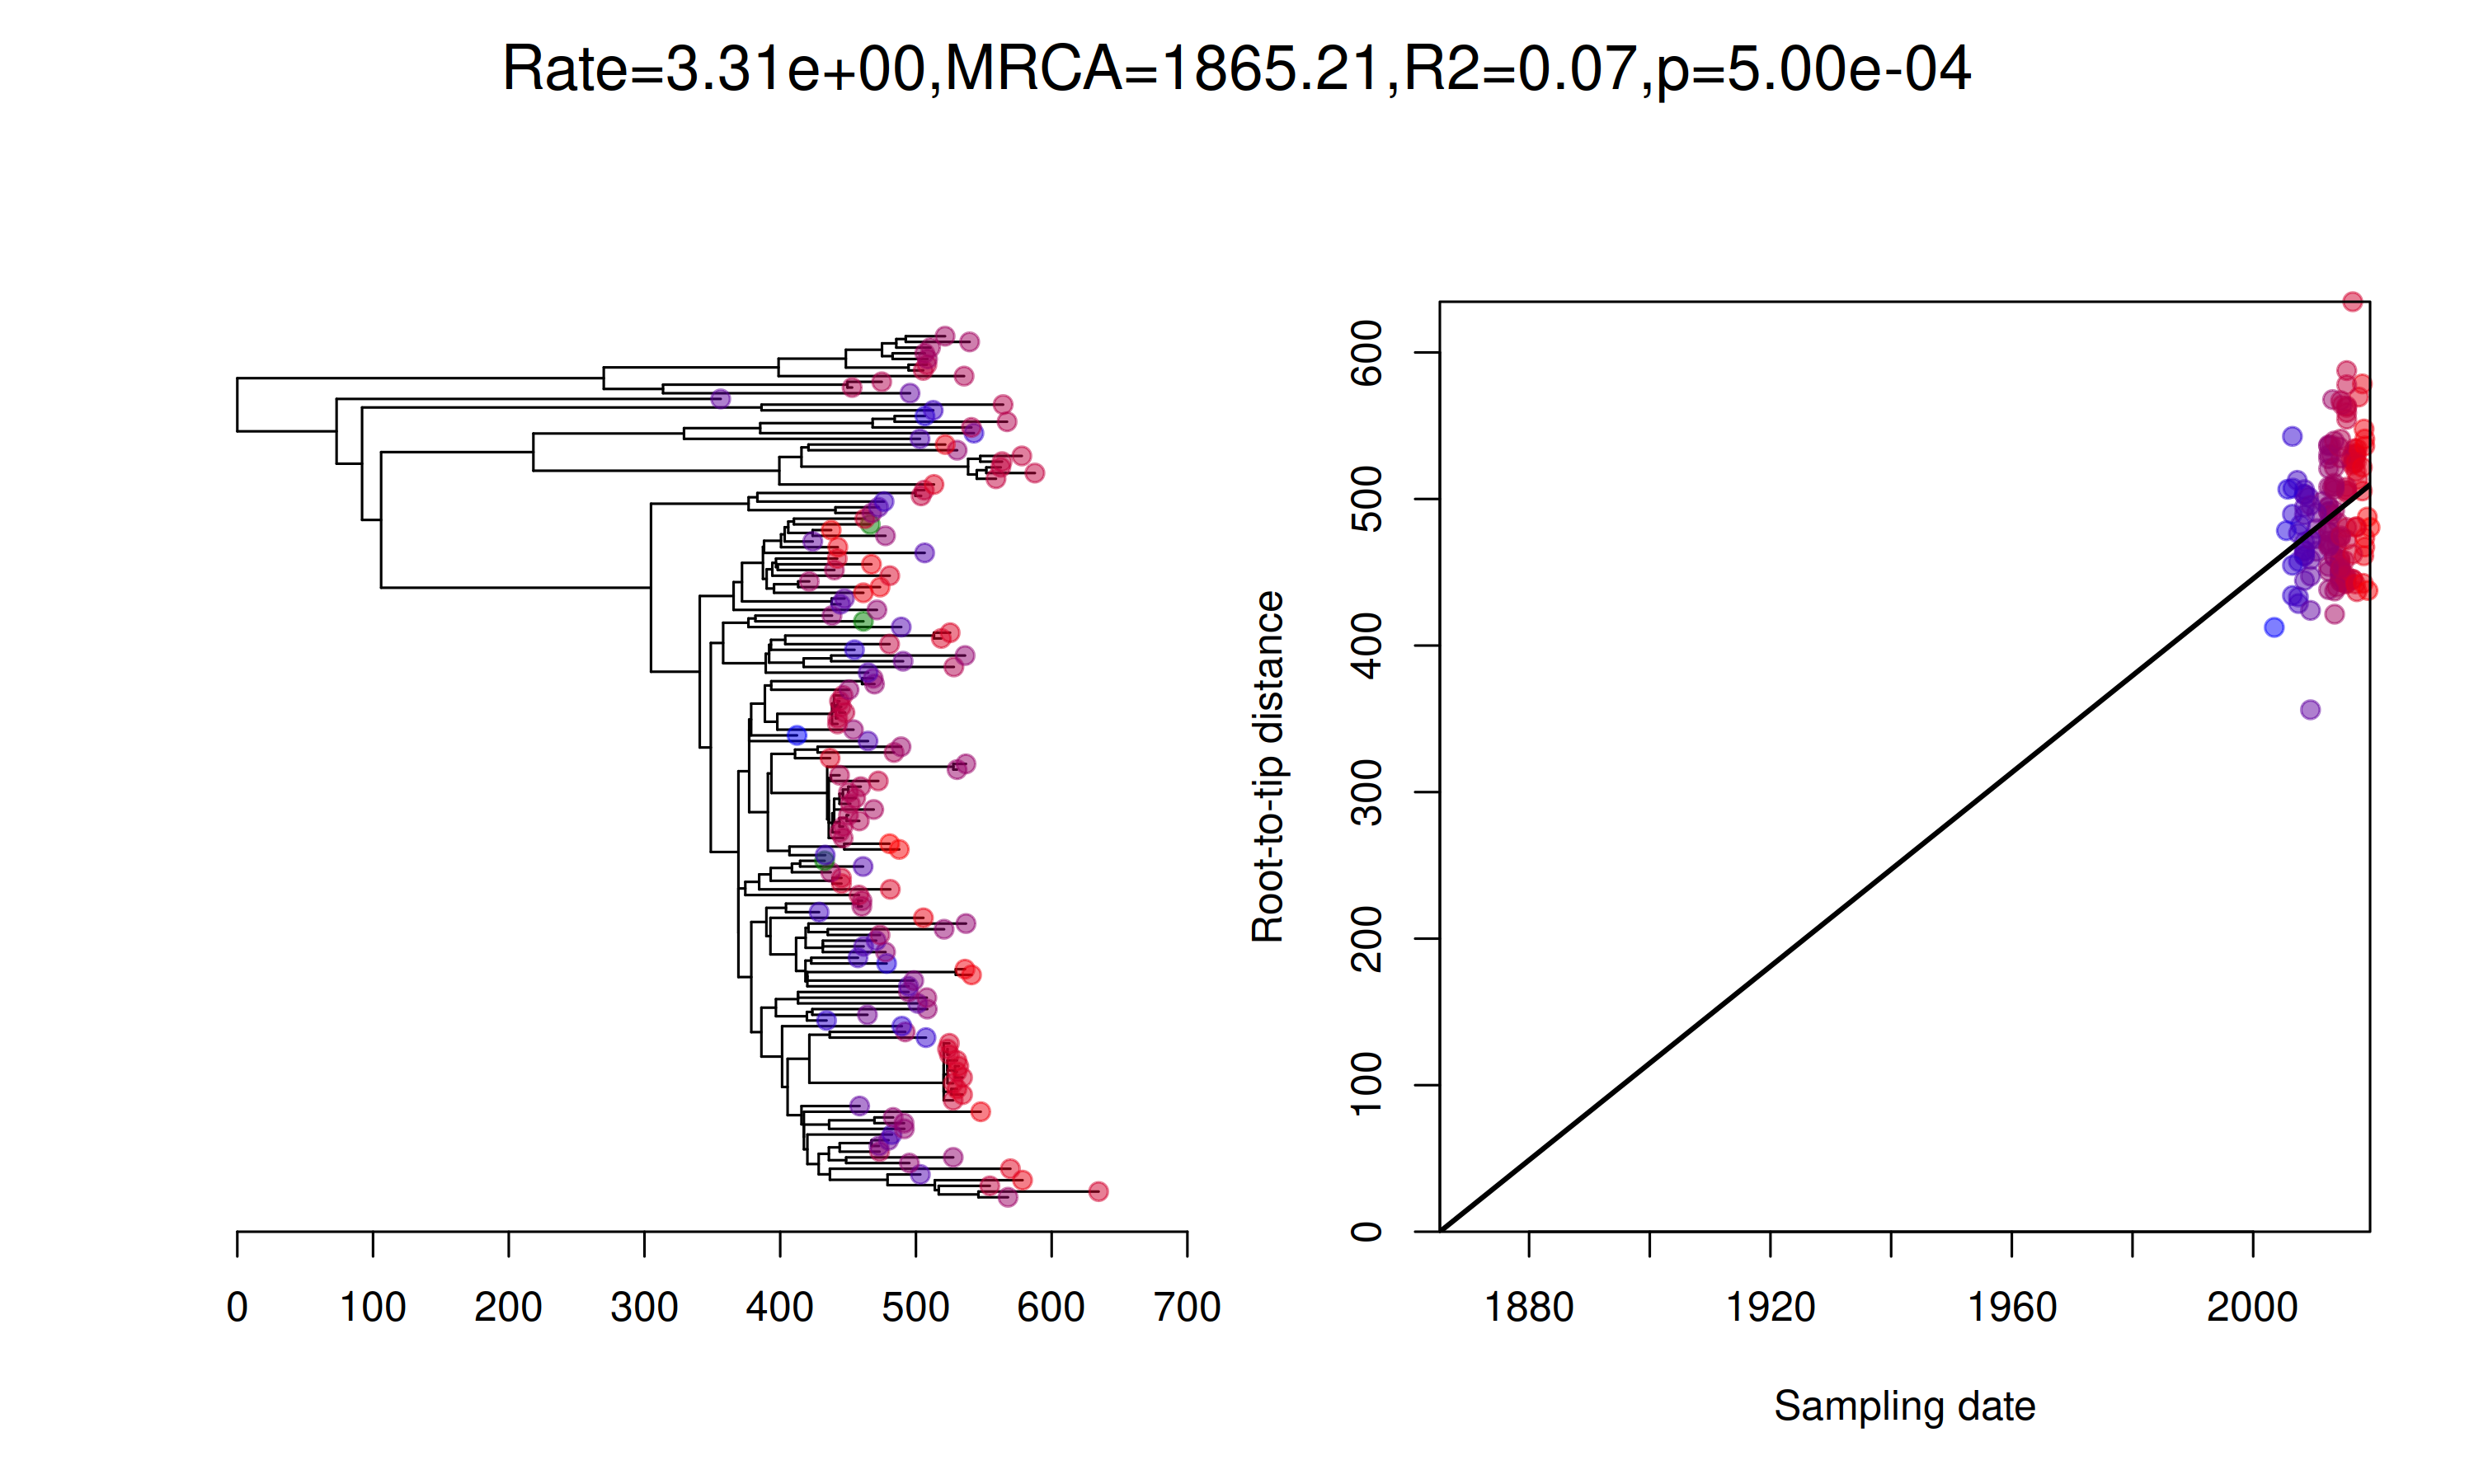 Rate=3.31e+00,MRCA=1865.21,R2=0.07,p=5.00e-04
0 100 200 300 400 500 600 700
Root-to-tip distance
0 100 200 300 400 500 600
1880 1920 1960 2000
Sampling date